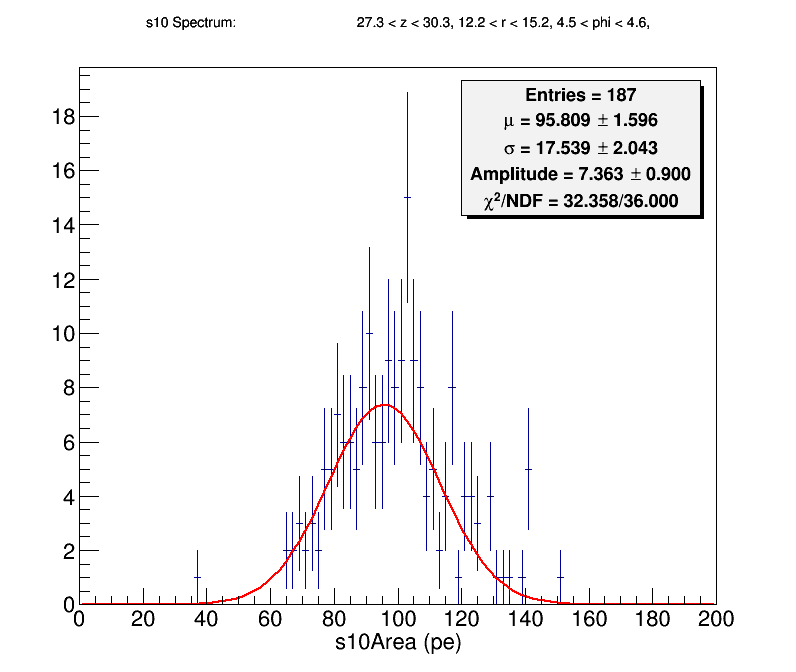 s10 Spectrum: 27.3 < z < 30.3, 12.2 < r < 15.2, 4.5 < phi < 4.6,
Entries = 187
μ = 95.809 ± 1.596
σ = 17.539 ± 2.043
Amplitude = 7.363 ± 0.900
χ²/NDF = 32.358/36.000
18
16
14
12
10
8
6
4
2
0
0 20 40 60 80 100 120 140 160 180 200
s10Area (pe)